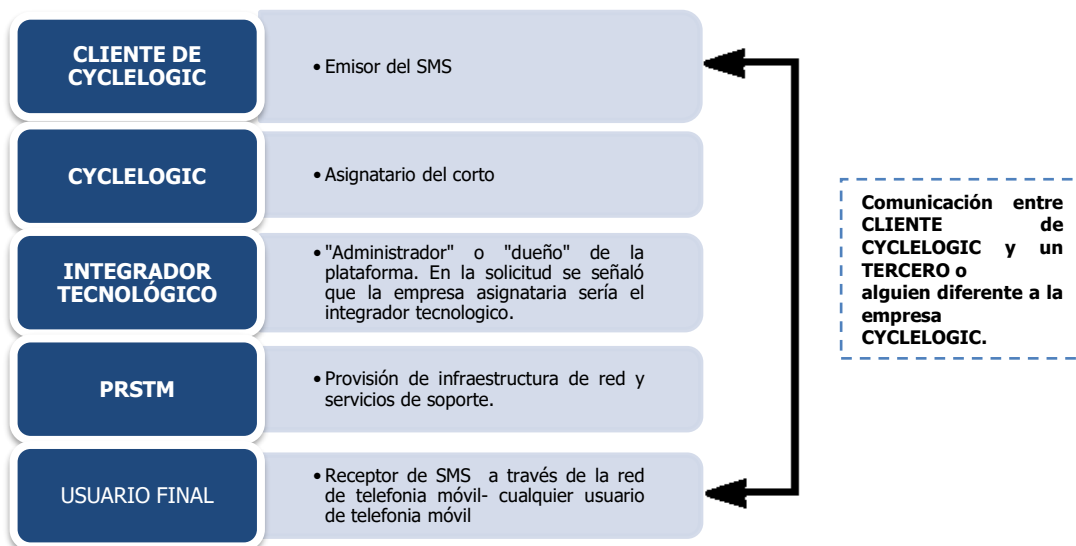 CLIENTE DE
CYCLELOGIC
• Emisor del SMS
CYCLELOGIC
• Asignatario del corto
INTEGRADOR
TECNOLÓGICO
• "Administrador" o "dueño" de la
plataforma. En la solicitud se señaló
que la empresa asignataria sería el
integrador tecnologico.
PRSTM
• Provisión de infraestructura de red y
servicios de soporte.
USUARIO FINAL
• Receptor de SMS a través de la red
de telefonia móvil- cualquier usuario
de telefonía móvil
Comunicación entre
CLIENTE de
CYCLELOGIC y un
TERCERO o
alguien diferente a la
empresa
CYCLELOGIC.